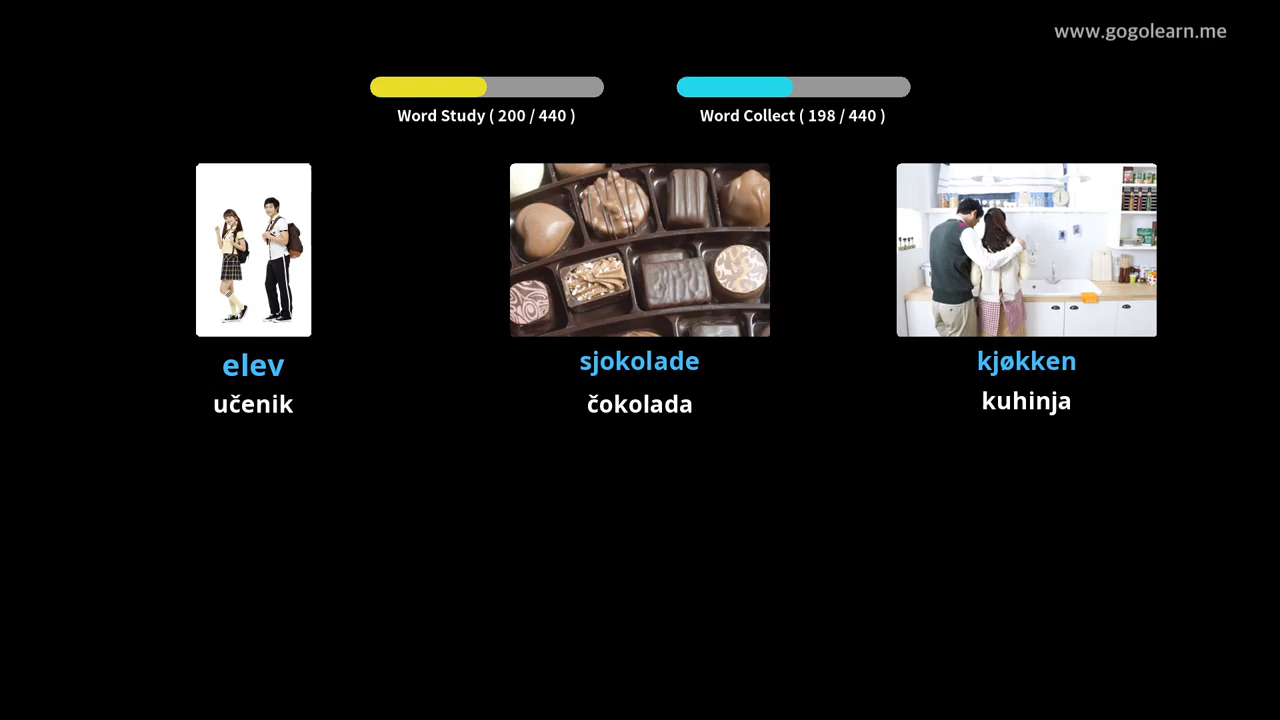 www.gogolearn.me
Word Study ( 200 / 440 )
Word Collect ( 198 / 440 )
elev
sjokolade
kjøkken
učenik
čokolada
kuhinja